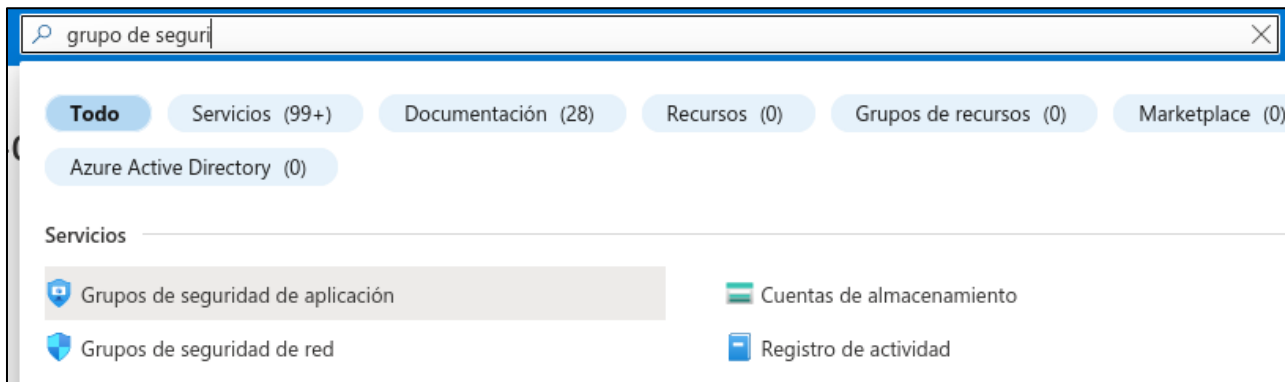 grupo de seguri
Todo Servicios (99+) Documentación (28) Recursos (0) Grupos de recursos (0) Marketplace (0)
Azure Active Directory (0)
Servicios
Grupos de seguridad de aplicación Cuentas de almacenamiento
Grupos de seguridad de red Registro de actividad